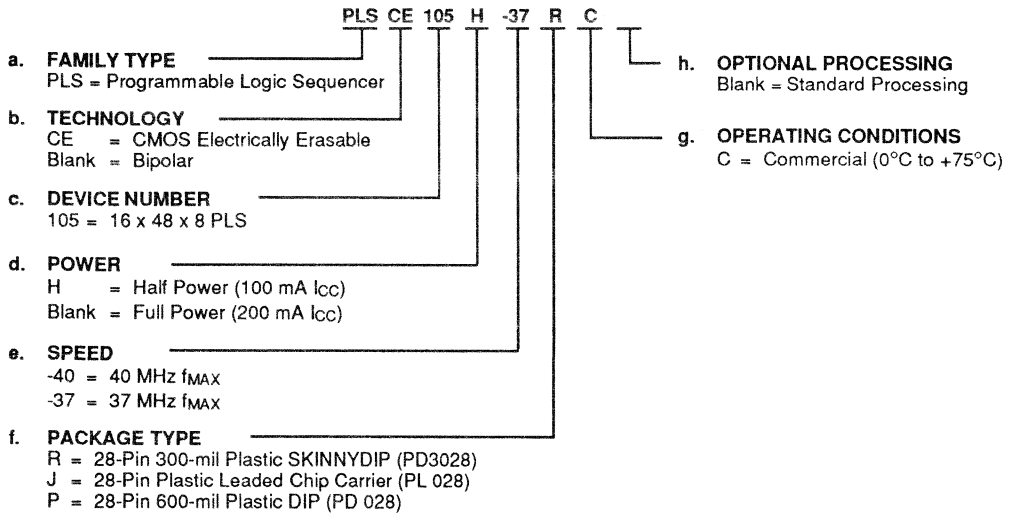 PLS CE 105 H -37 R C
a. FAMILY TYPE
PLS = Programmable Logic Sequencer
b. TECHNOLOGY
CE = CMOS Electrically Erasable
Blank = Bipolar
c. DEVICE NUMBER
105 = 16 x 48 x 8 PLS
d. POWER
H = Half Power (100 mA ICC)
Blank = Full Power (200 mA ICC)
e. SPEED
-40 = 40 MHz fMAX
-37 = 37 MHz fMAX
f. PACKAGE TYPE
R = 28-Pin 300-mil Plastic SKINNYDIP (PD3028)
J = 28-Pin Plastic Leaded Chip Carrier (PL 028)
P = 28-Pin 600-mil Plastic DIP (PD 028)
h. OPTIONAL PROCESSING
Blank = Standard Processing
g. OPERATING CONDITIONS
C = Commercial (0°C to +75°C)